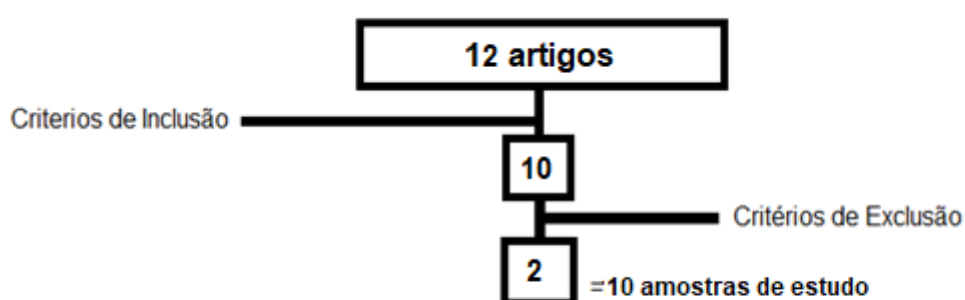 12 artigos
Criterios de Inclusão
10
Critérios de Exclusão
2
=10 amostras de estudo